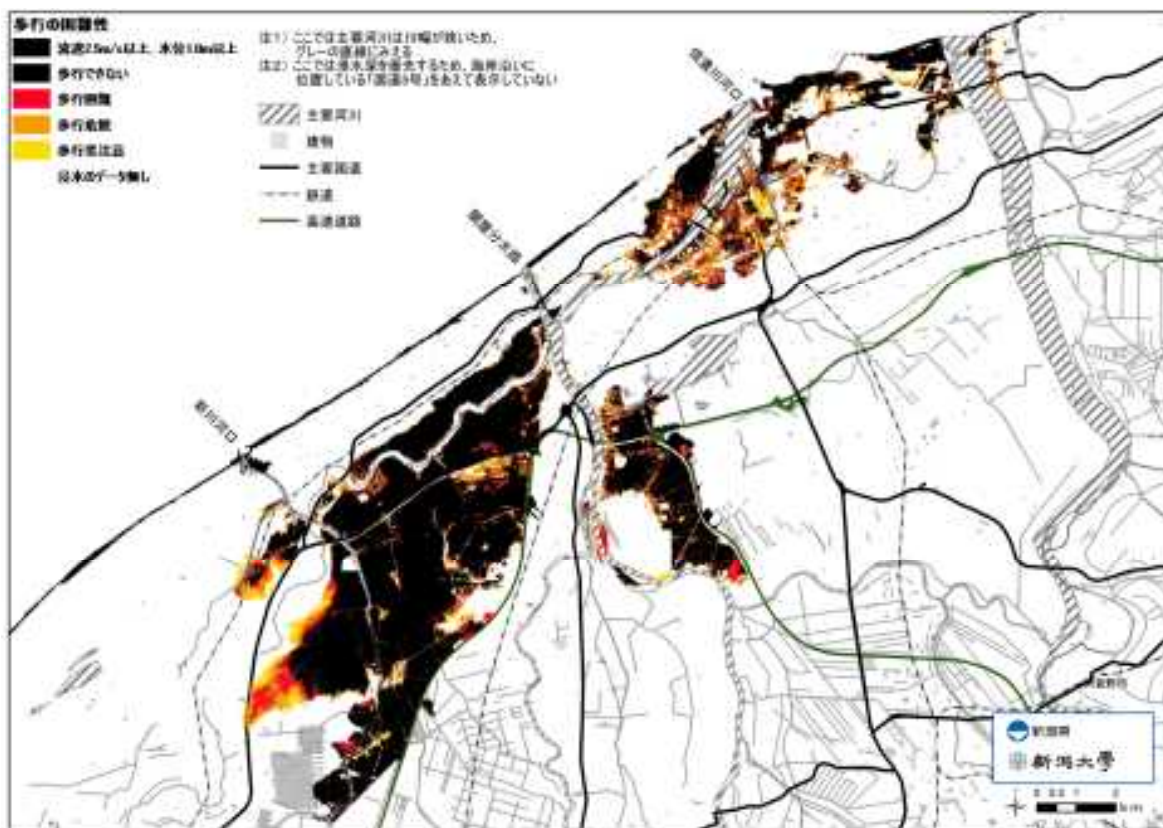 歩行の困難性
流速2.5m/s以上、水位1.0m以上
歩行できない
歩行困難
歩行危険
歩行要注意
浸水のデータ無し
注1）ここでは主要河川は川幅が狭いため、
グレーの直線にみえる
注2）ここでは浸水深を優先するため、海岸沿いに
位置している「国道8号」をあえて表示していない
主要河川
建物
主要国道
鉄道
高速道路
信濃川河口
関屋分水路
新川河口
新潟県
新潟大學
km